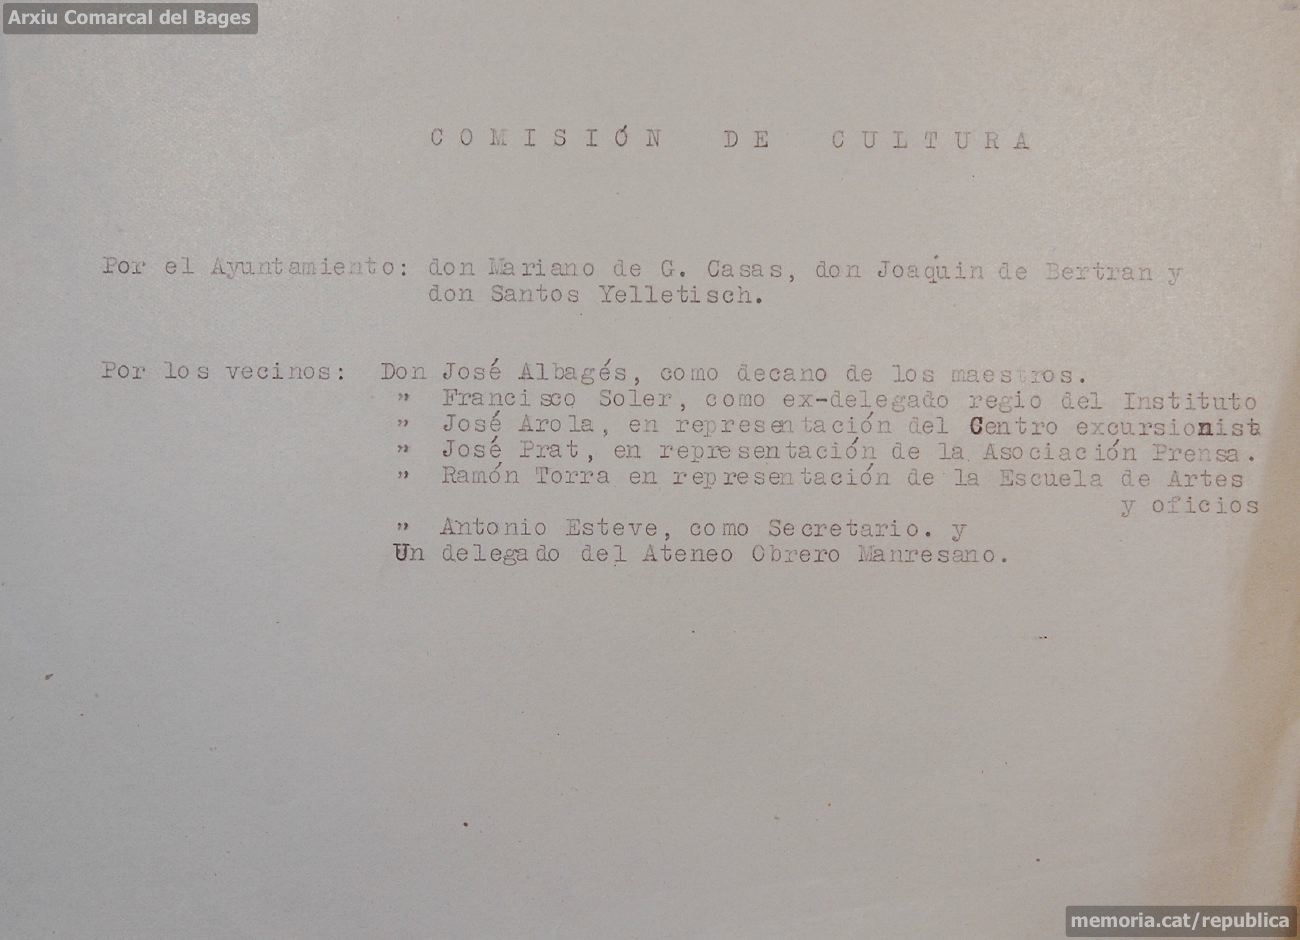 Arxiu Comarcal del Bages
COMISIÓN DE CULTURA
Por el Ayuntamiento: don Mariano de G. Casas, don Joaquín de Bertran y
don Santos Yelletisch.
Por los vecinos: Don José Albagés, como decano de los maestros.
" Francisco Soler, como ex-delegado regio del Instituto
" José Arola, en representación del Centro excursionista
" José Prat, en representación de la Asociación Prensa.
" Ramón Torra en representación de la Escuela de Artes
y oficios
" Antonio Esteve, como Secretario. y
Un delegado del Ateneo Obrero Manresano.
memoria.cat/republica